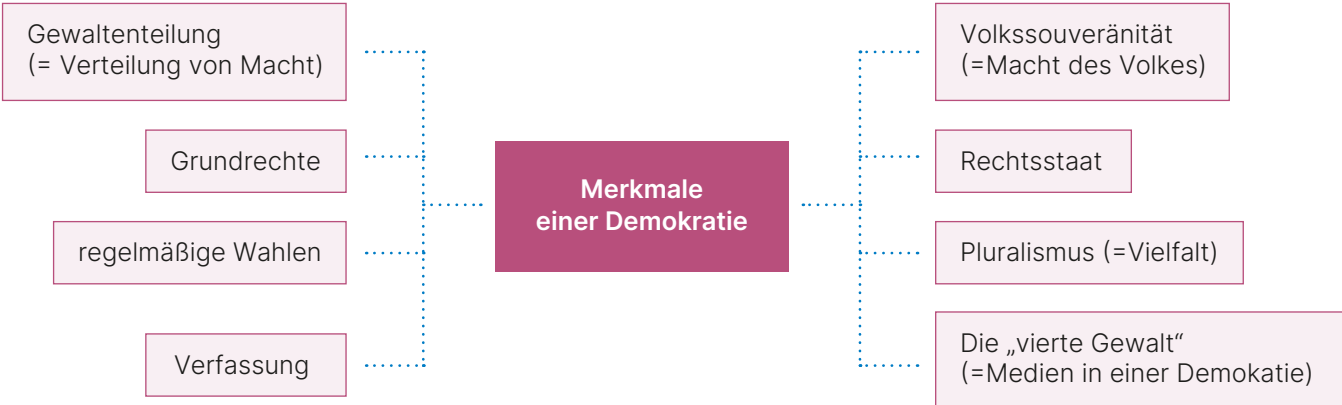 Gewaltenteilung
(= Verteilung von Macht)
Grundrechte
regelmäßige Wahlen
Verfassung
Merkmale
einer Demokratie
Volkssouveränität
(=Macht des Volkes)
Rechtsstaat
Pluralismus (=Vielfalt)
Die „vierte Gewalt“
(=Medien in einer Demokatie)